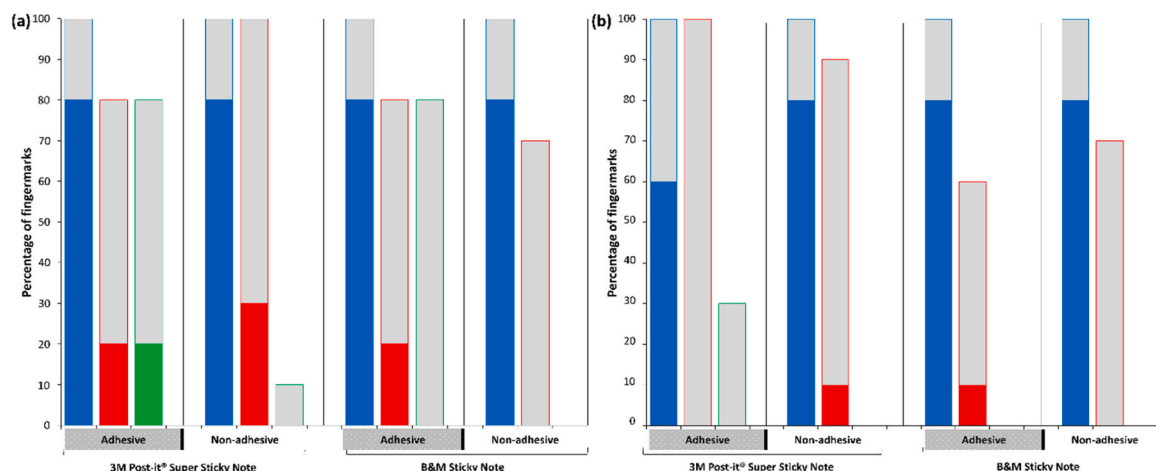 (a)
Percentage of fingermarks
100
90
80
70
60
50
40
30
20
10
0
Adhesive Non-adhesive Adhesive Non-adhesive
3M Post-it® Super Sticky Note B&M Sticky Note
(b)
Percentage of fingermarks
100
90
80
70
60
50
40
30
20
10
0
Adhesive Non-adhesive Adhesive Non-adhesive
3M Post-it® Super Sticky Note B&M Sticky Note